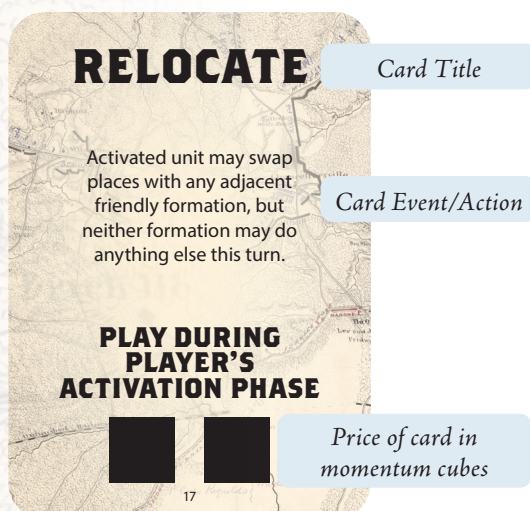 RELOCATE
Card Title
Activated unit may swap
places with any adjacent
friendly formation, but
neither formation may do
anything else this turn.
Card Event/Action
PLAY DURING
PLAYER'S
ACTIVATION PHASE
Price of card in
momentum cubes
17